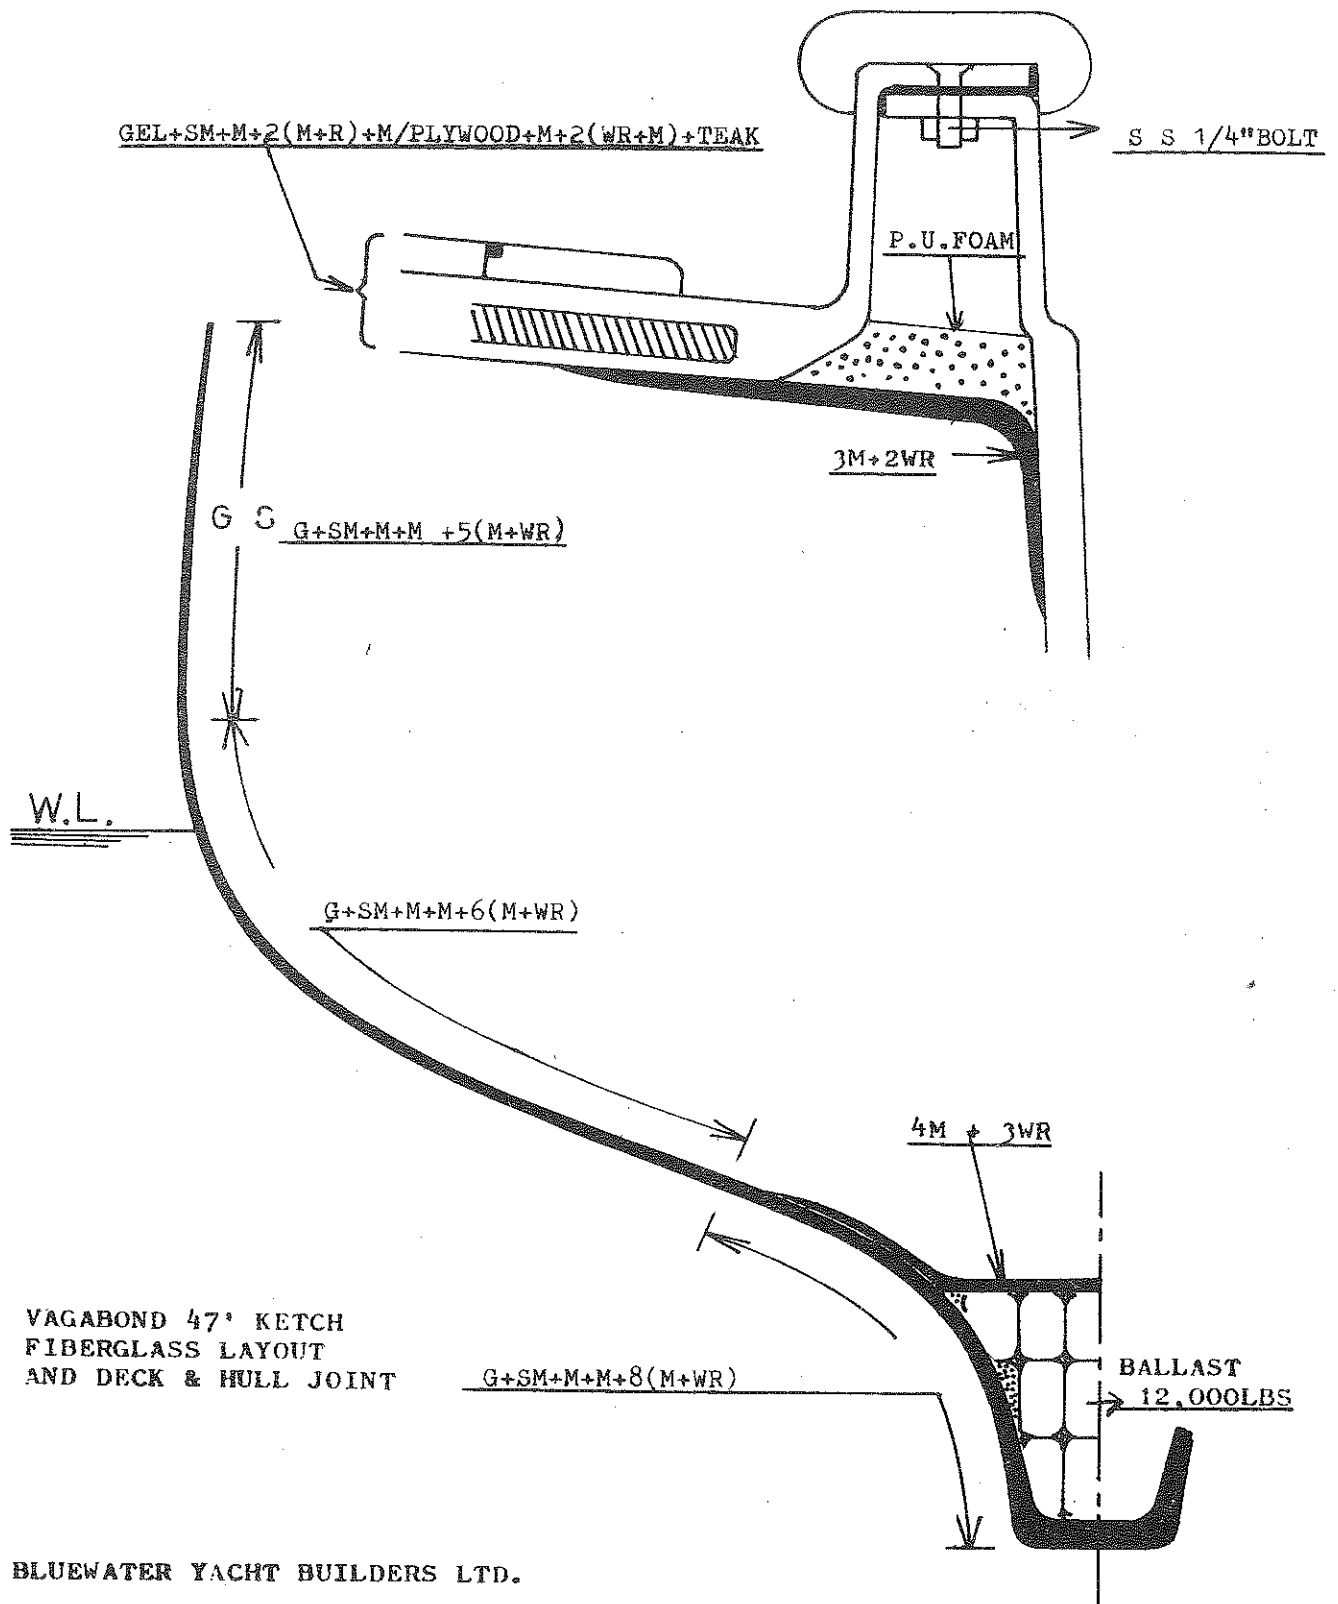 GEL+SM+M+2(M+R)+M/PLYWOOD+M+2(WR+M)+TEAK
S S 1/4"BOLT
P.U.FOAM
3M+2WR
G S G+SM+M+M +5(M+WR)
W.L.
G+SM+M+M+6(M+WR)
4M + 3WR
VAGABOND 47' KETCH
FIBERGLASS LAYOUT
AND DECK & HULL JOINT
G+SM+M+M+8(M+WR)
BALLAST
12,000LBS
BLUEWATER YACHT BUILDERS LTD.